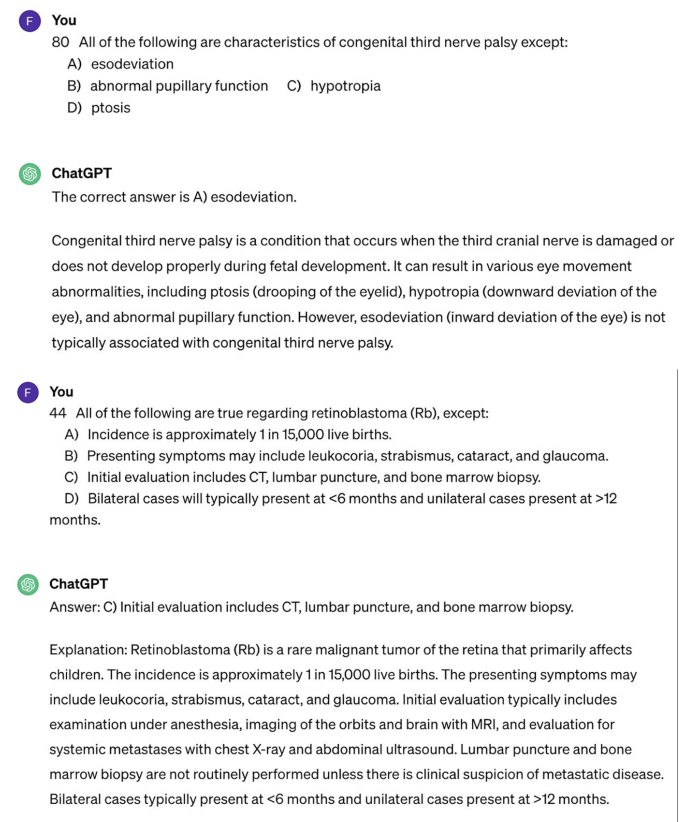 F You
80 All of the following are characteristics of congenital third nerve palsy except:
A) esodeviation
B) abnormal pupillary function C) hypotropia
D) ptosis
ChatGPT
The correct answer is A) esodeviation.
Congenital third nerve palsy is a condition that occurs when the third cranial nerve is damaged or
does not develop properly during fetal development. It can result in various eye movement
abnormalities, including ptosis (drooping of the eyelid), hypotropia (downward deviation of the
eye), and abnormal pupillary function. However, esodeviation (inward deviation of the eye) is not
typically associated with congenital third nerve palsy.
F You
44 All of the following are true regarding retinoblastoma (Rb), except:
A) Incidence is approximately 1 in 15,000 live births.
B) Presenting symptoms may include leukocoria, strabismus, cataract, and glaucoma.
C) Initial evaluation includes CT, lumbar puncture, and bone marrow biopsy.
D) Bilateral cases will typically present at <6 months and unilateral cases present at >12
months.
ChatGPT
Answer: C) Initial evaluation includes CT, lumbar puncture, and bone marrow biopsy.
Explanation: Retinoblastoma (Rb) is a rare malignant tumor of the retina that primarily affects
children. The incidence is approximately 1 in 15,000 live births. The presenting symptoms may
include leukocoria, strabismus, cataract, and glaucoma. Initial evaluation typically includes
examination under anesthesia, imaging of the orbits and brain with MRI, and evaluation for
systemic metastases with chest X-ray and abdominal ultrasound. Lumbar puncture and bone
marrow biopsy are not routinely performed unless there is clinical suspicion of metastatic disease.
Bilateral cases typically present at <6 months and unilateral cases present at >12 months.